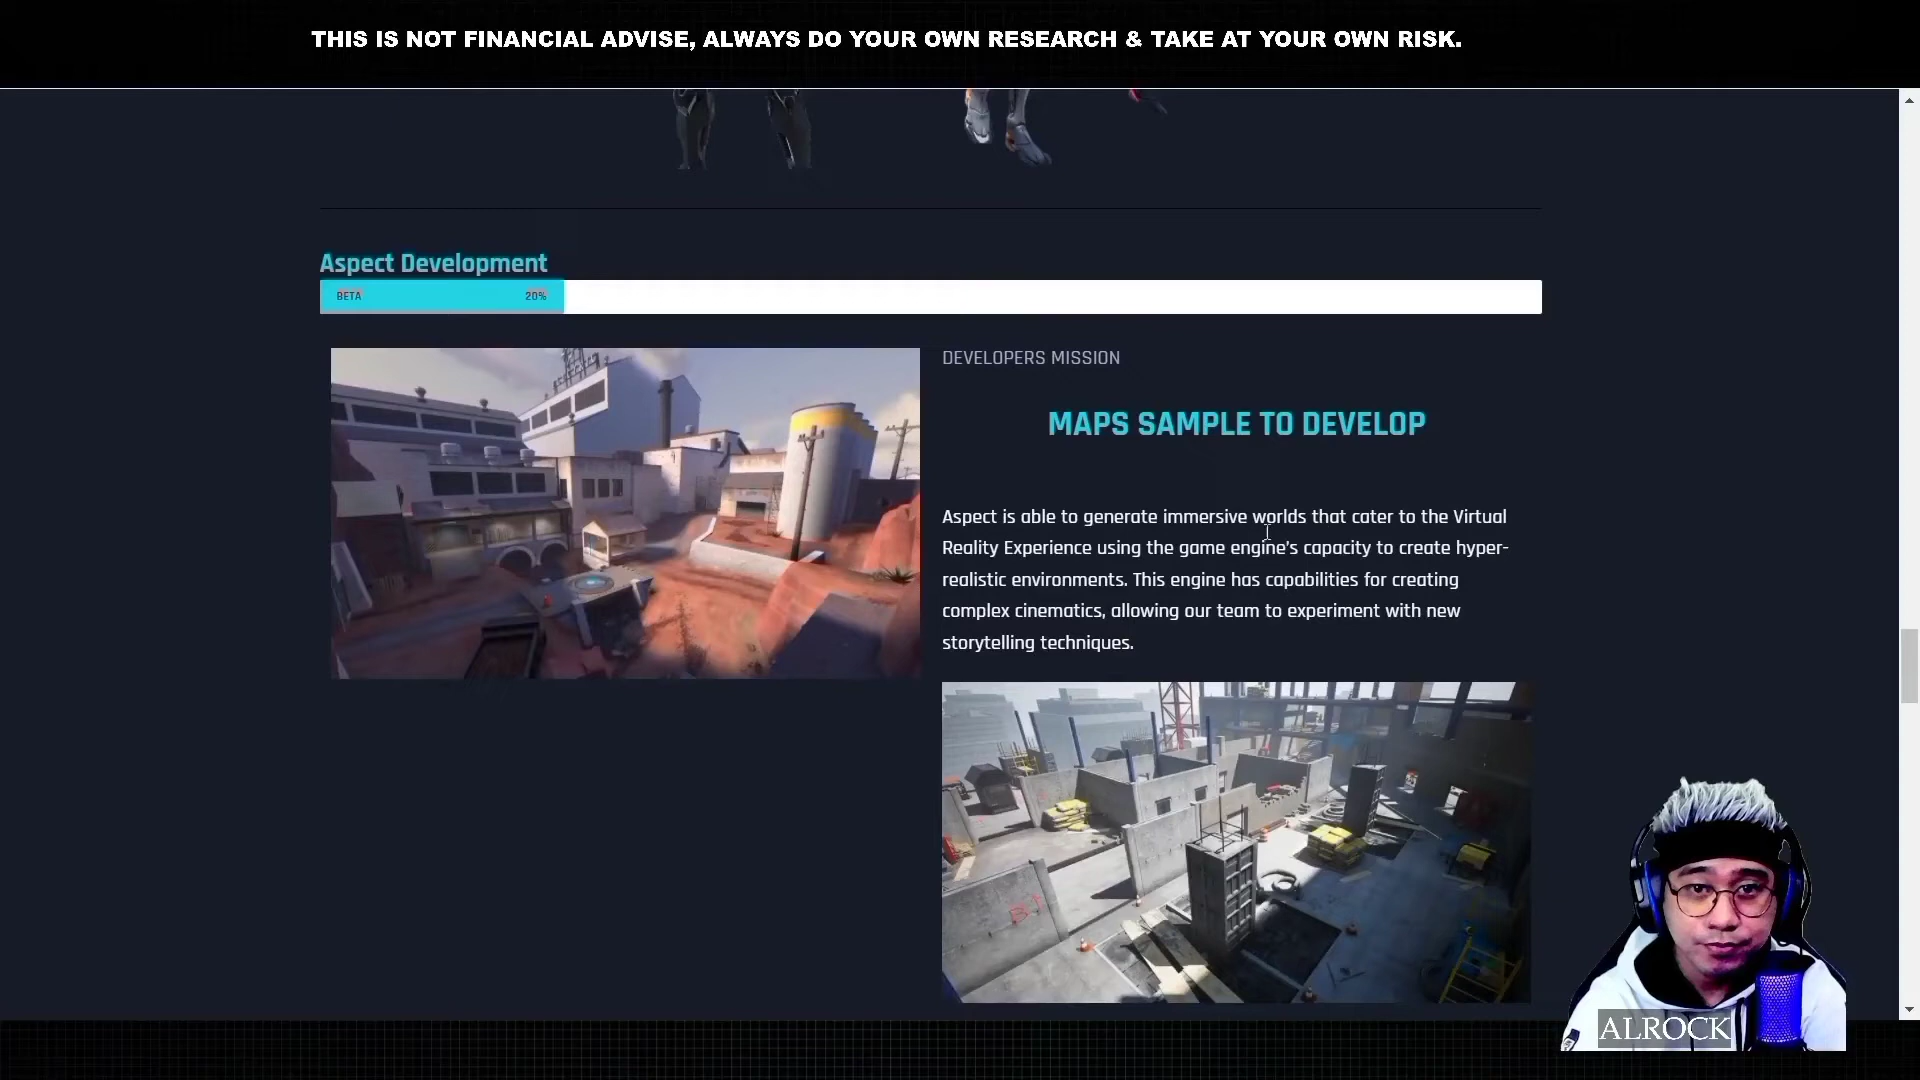 THIS IS NOT FINANCIAL ADVISE, ALWAYS DO YOUR OWN RESEARCH & TAKE AT YOUR OWN RISK.
Aspect Development
BETA 20%
DEVELOPERS MISSION
MAPS SAMPLE TO DEVELOP
Aspect is able to generate immersive worlds that cater to the Virtual
Reality Experience using the game engine's capacity to create hyper-
realistic environments. This engine has capabilities for creating
complex cinematics, allowing our team to experiment with new
storytelling techniques.
ALROCK